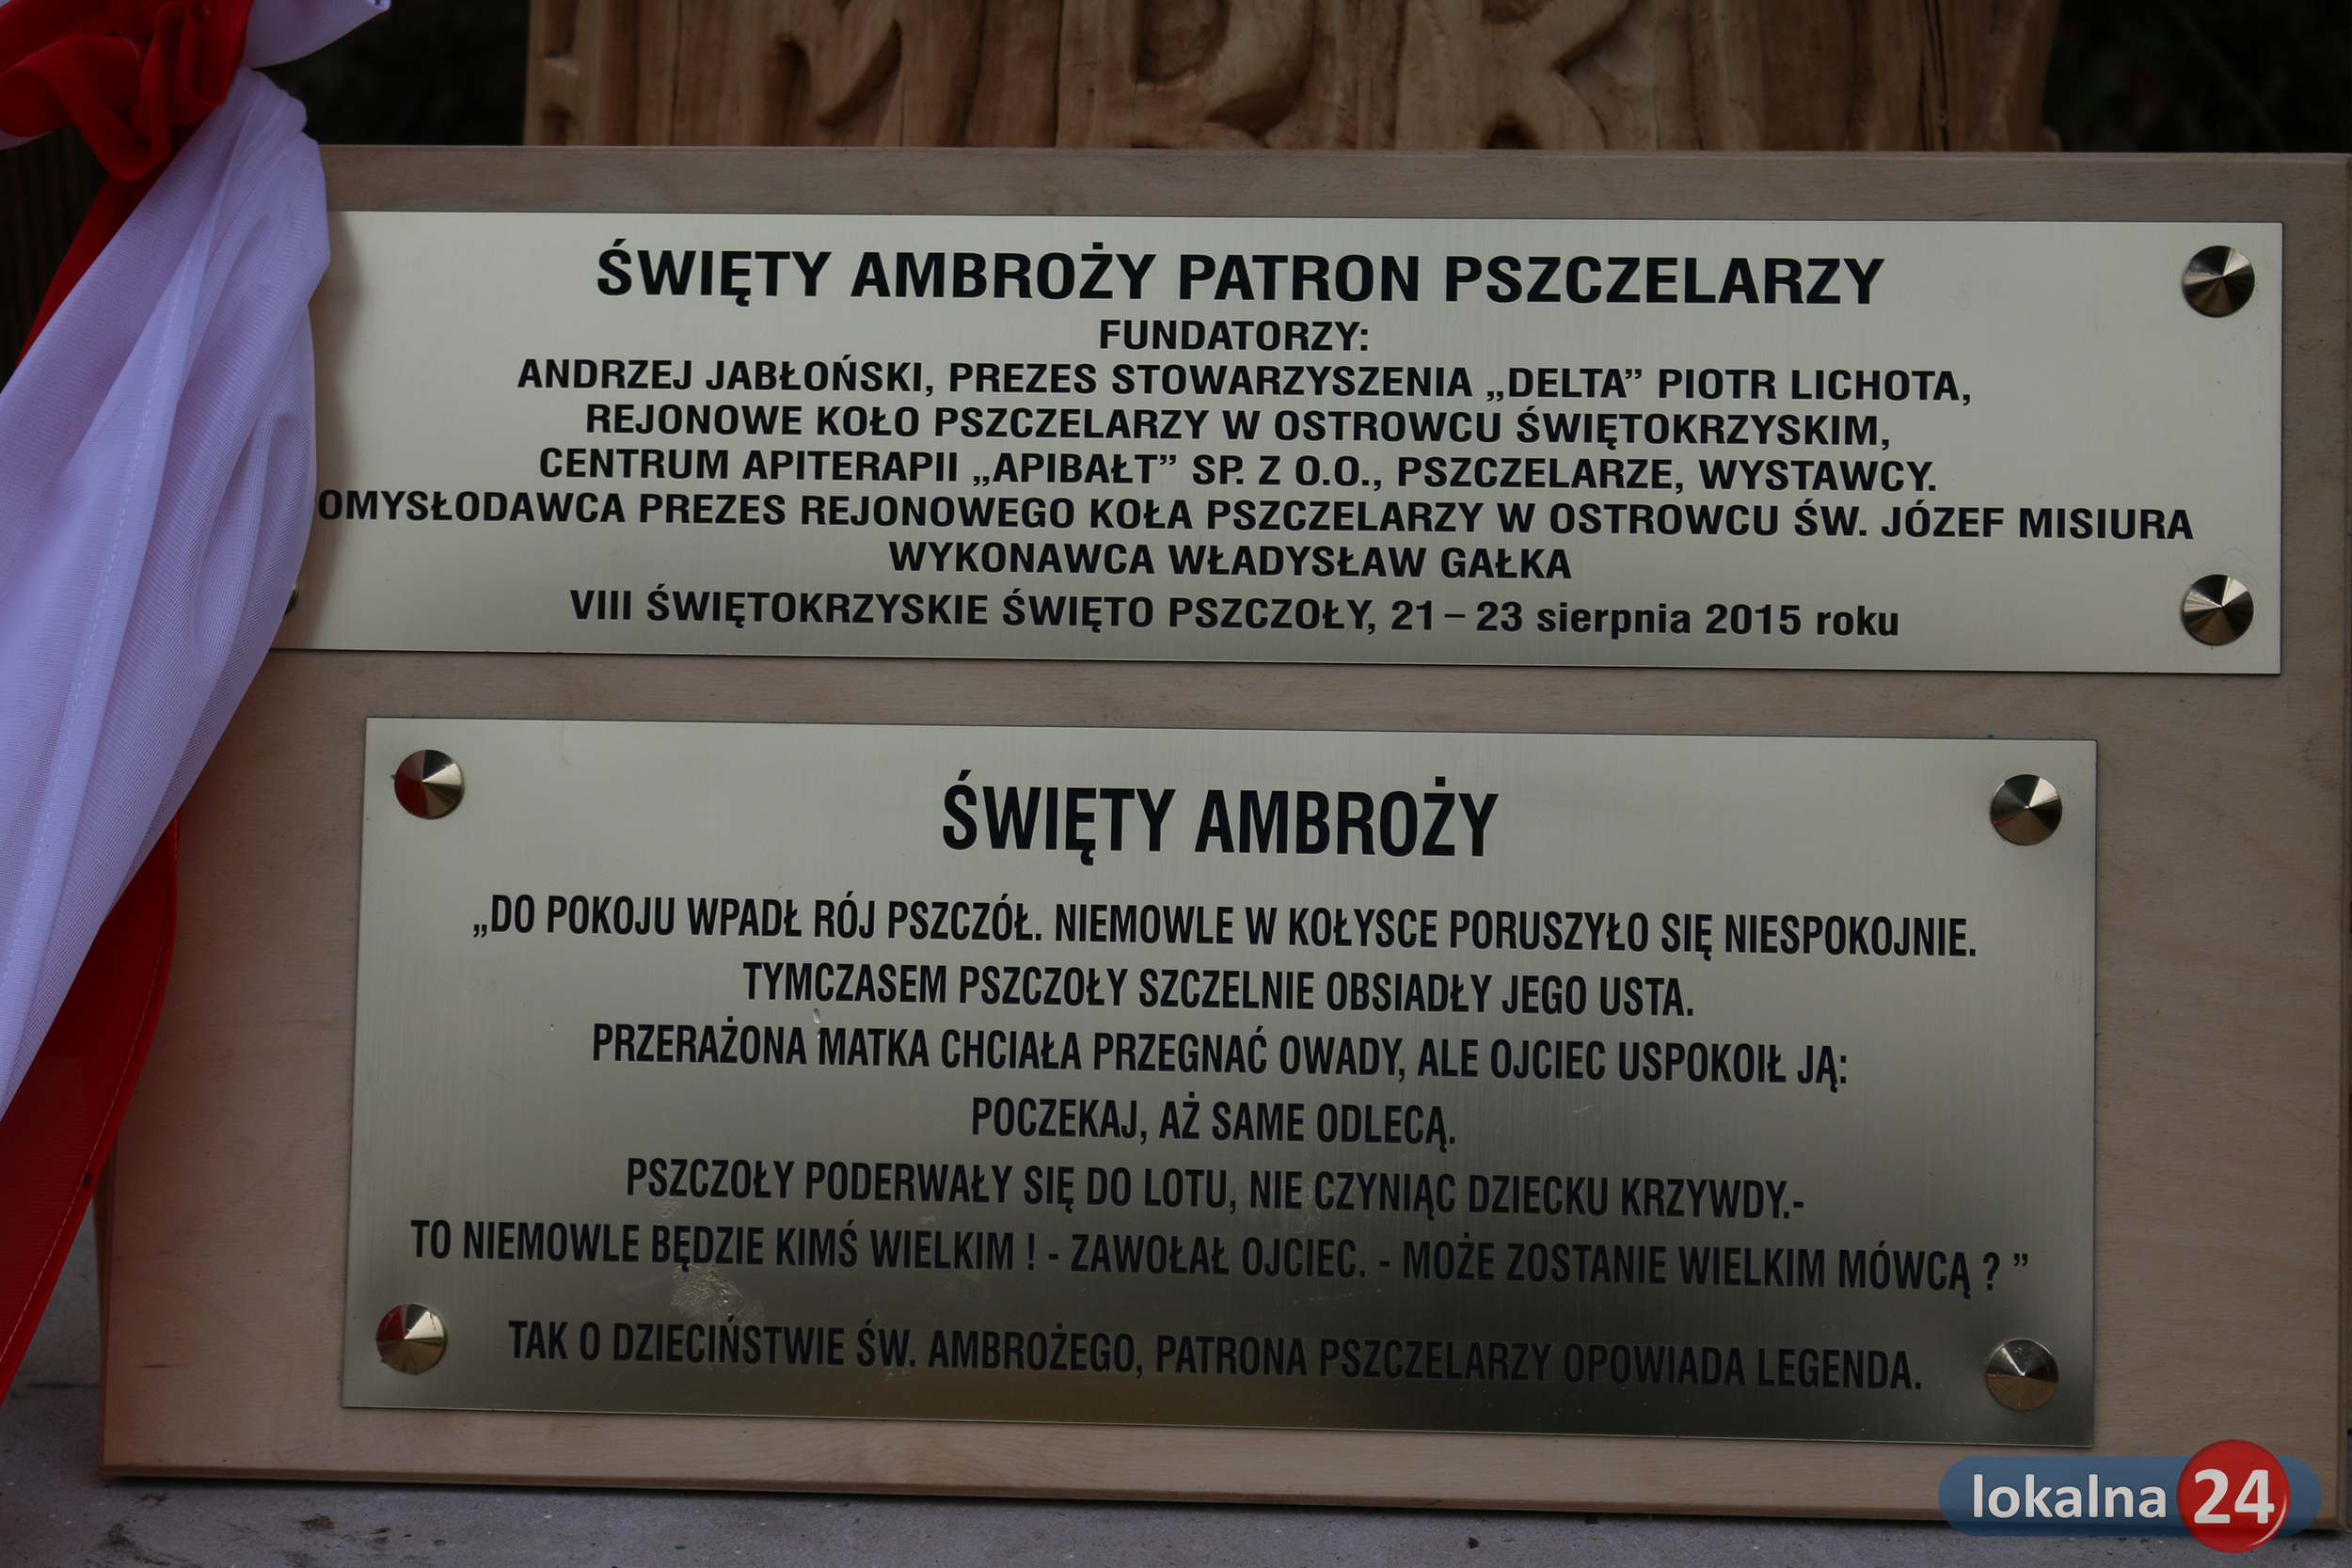 ŚWIĘTY AMBROŻY PATRON PSZCZELARZY
FUNDATORZY:
ANDRZEJ JABŁOŃSKI, PREZES STOWARZYSZENIA „DELTA” PIOTR LICHOTA,
REJONOWE KOŁO PSZCZELARZY W OSTROWCU ŚWIĘTOKRZYSKIM,
CENTRUM APITERAPII „APIBAŁT” SP. Z O.O., PSZCZELARZE, WYSTAWCY.
OMYSŁODAWCA PREZES REJONOWEGO KOŁA PSZCZELARZY W OSTROWCU ŚW. JÓZEF MISIURA
WYKONAWCA WŁADYSŁAW GAŁKA
VIII ŚWIĘTOKRZYSKIE ŚWIĘTO PSZCZOŁY, 21 – 23 sierpnia 2015 roku
ŚWIĘTY AMBROŻY
„DO POKOJU WPADŁ RÓJ PSZCZÓŁ. NIEMOWLE W KOŁYSCE PORUSZYŁO SIĘ NIESPOKOJNIE.
TYMCZASEM PSZCZOŁY SZCZELNIE OBSIADŁY JEGO USTA.
PRZERAŻONA MATKA CHCIAŁA PRZEGNAĆ OWADY, ALE OJCIEC USPOKOIŁ JĄ:
POCZEKAJ, AŻ SAME ODLECĄ.
PSZCZOŁY PODERWAŁY SIĘ DO LOTU, NIE CZYNIĄC DZIECKU KRZYWDY.-
TO NIEMOWLE BĘDZIE KIMŚ WIELKIM ! - ZAWOŁAŁ OJCIEC. - MOŻE ZOSTANIE WIELKIM MÓWCĄ ? ”
TAK O DZIECIŃSTWIE ŚW. AMBROŻEGO, PATRONA PSZCZELARZY OPOWIADA LEGENDA.
lokalna 24